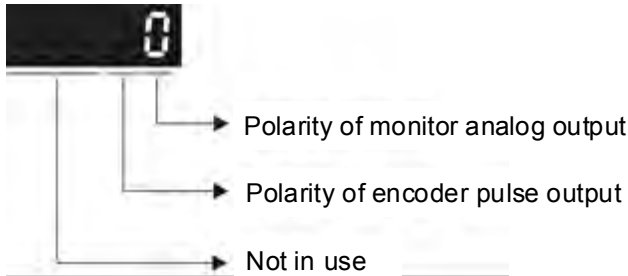 0
Polarity of monitor analog output
Polarity of encoder pulse output
Not in use